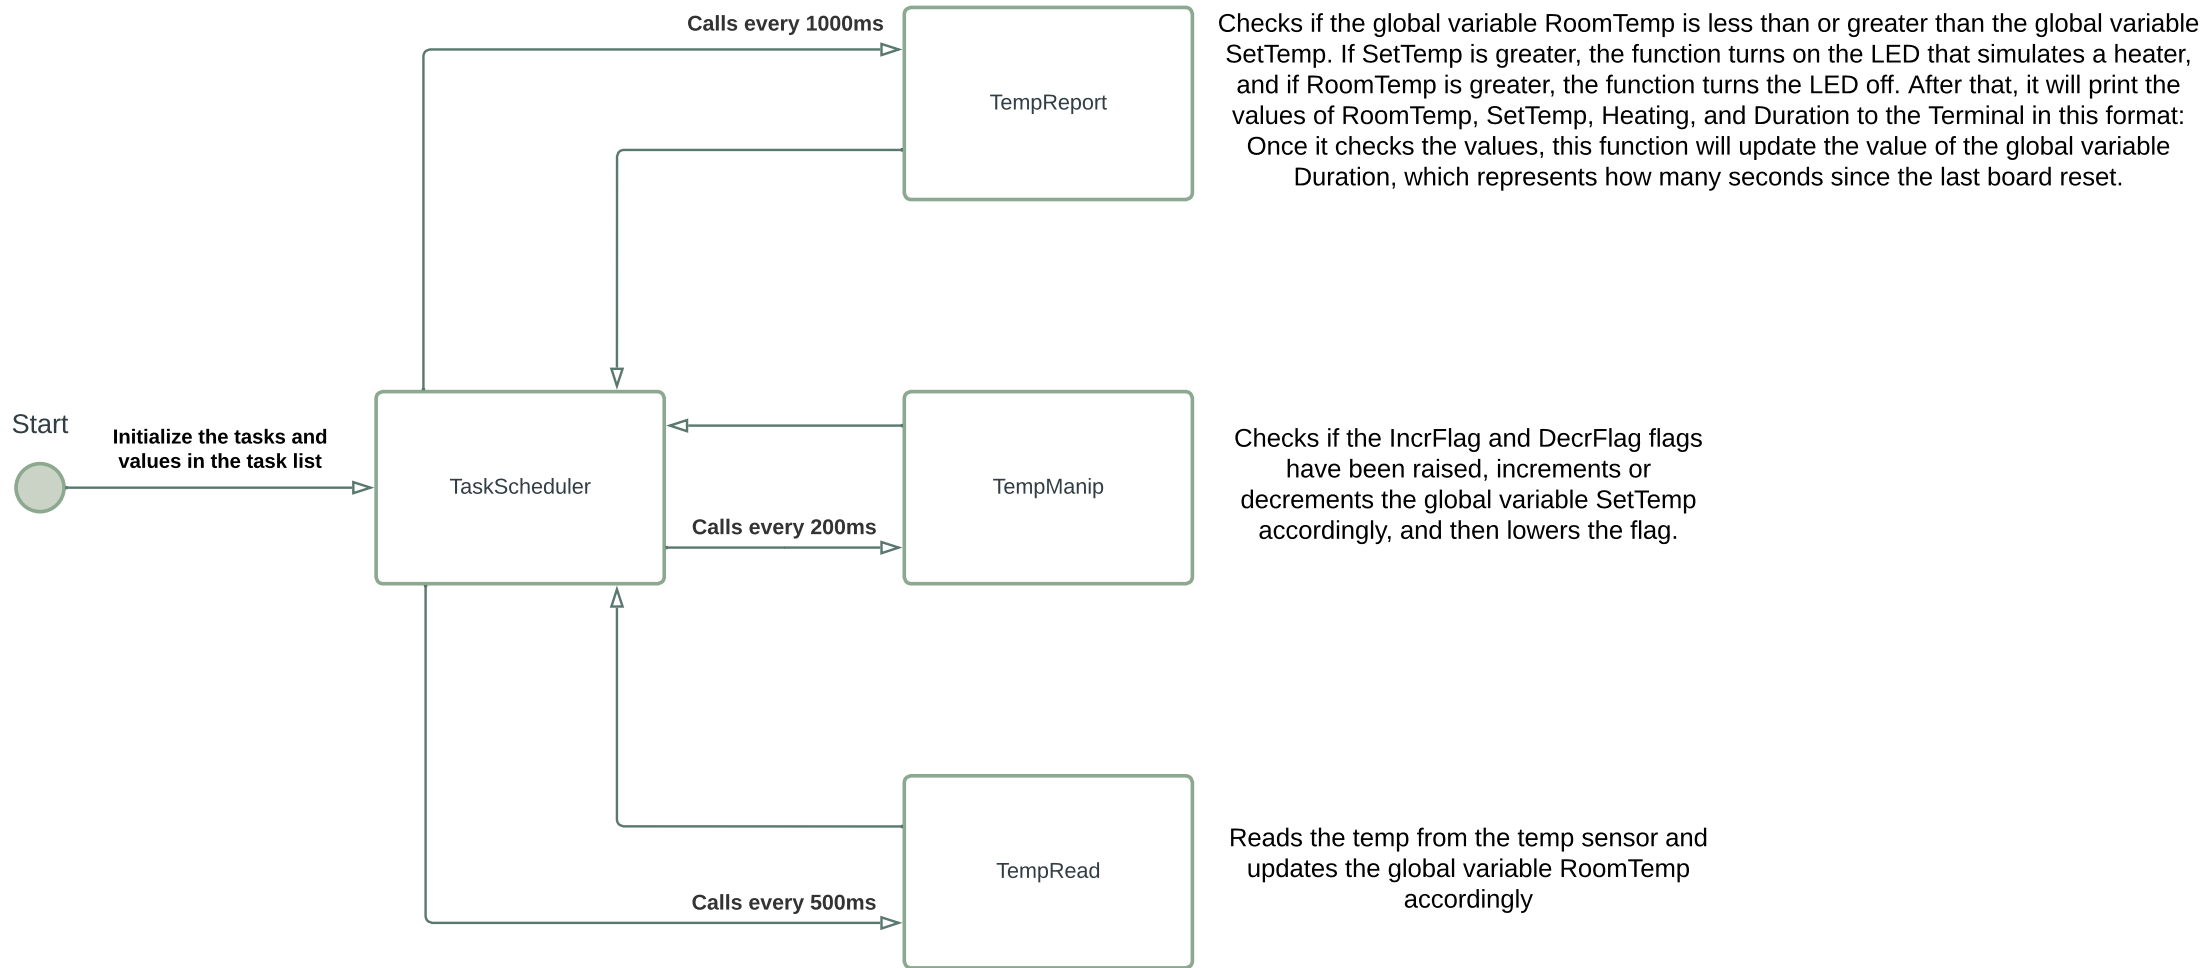 Calls every 1000ms
TempReport
Checks if the global variable RoomTemp is less than or greater than the global variable
SetTemp. If SetTemp is greater, the function turns on the LED that simulates a heater,
and if RoomTemp is greater, the function turns the LED off. After that, it will print the
values of RoomTemp, SetTemp, Heating, and Duration to the Terminal in this format:
Once it checks the values, this function will update the value of the global variable
Duration, which represents how many seconds since the last board reset.
Start
Initialize the tasks and
values in the task list
TaskScheduler
Calls every 200ms
TempManip
Checks if the IncrFlag and DecrFlag flags
have been raised, increments or
decrements the global variable SetTemp
accordingly, and then lowers the flag.
Calls every 500ms
TempRead
Reads the temp from the temp sensor and
updates the global variable RoomTemp
accordingly